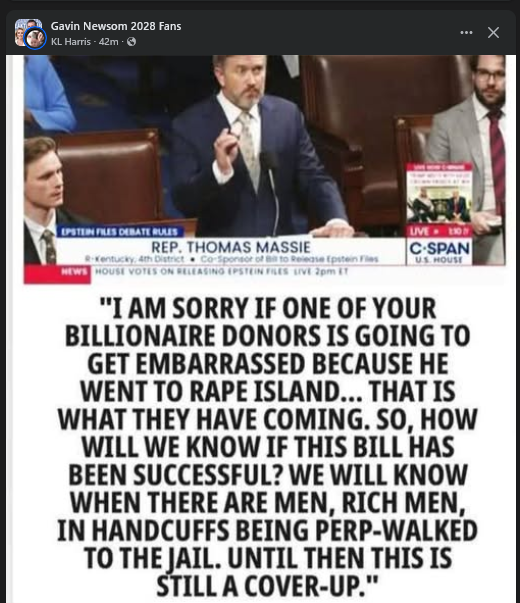 Gavin Newsom 2028 Fans
KL Harris · 42m ·
EPSTEIN FILES DEBATE RULES
REP. THOMAS MASSIE
R-Kentucky, 4th District • Co-Sponsor of Bill to Release Epstein Files
LIVE
C-SPAN
U.S. HOUSE
NEWS HOUSE VOTES ON RELEASING EPSTEIN FILES LIVE 2pm ET
"I AM SORRY IF ONE OF YOUR
BILLIONAIRE DONORS IS GOING TO
GET EMBARRASSED BECAUSE HE
WENT TO RAPE ISLAND... THAT IS
WHAT THEY HAVE COMING. SO, HOW
WILL WE KNOW IF THIS BILL HAS
BEEN SUCCESSFUL? WE WILL KNOW
WHEN THERE ARE MEN, RICH MEN,
IN HANDCUFFS BEING PERP-WALKED
TO THE JAIL. UNTIL THEN THIS IS
STILL A COVER-UP."